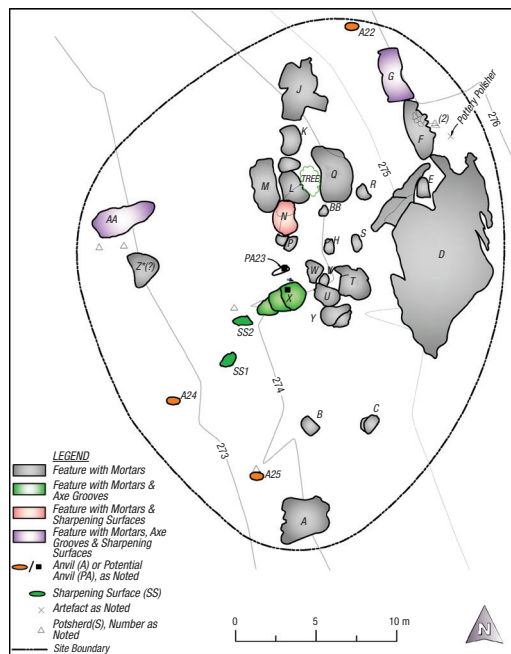 A22
G
J
276
(2)
Pottery Polisher
F
K
275
TREE
Q
M
L
R
E
BB
N
AA
P
H
S
D
PA23
Z*(?)
W
V
T
X
U
Y
SS2
SS1
274
A24
B
C
273
A25
A
LEGEND
Feature with Mortars
Feature with Mortars &
Axe Grooves
Feature with Mortars &
Sharpening Surfaces
Feature with Mortars, Axe
Grooves & Sharpening
Surfaces
/ Anvil (A) or Potential
Anvil (PA), as Noted
Sharpening Surface (SS)
Artefact as Noted
Potsherd(S), Number as
Noted
Site Boundary
0 5 10 m
N